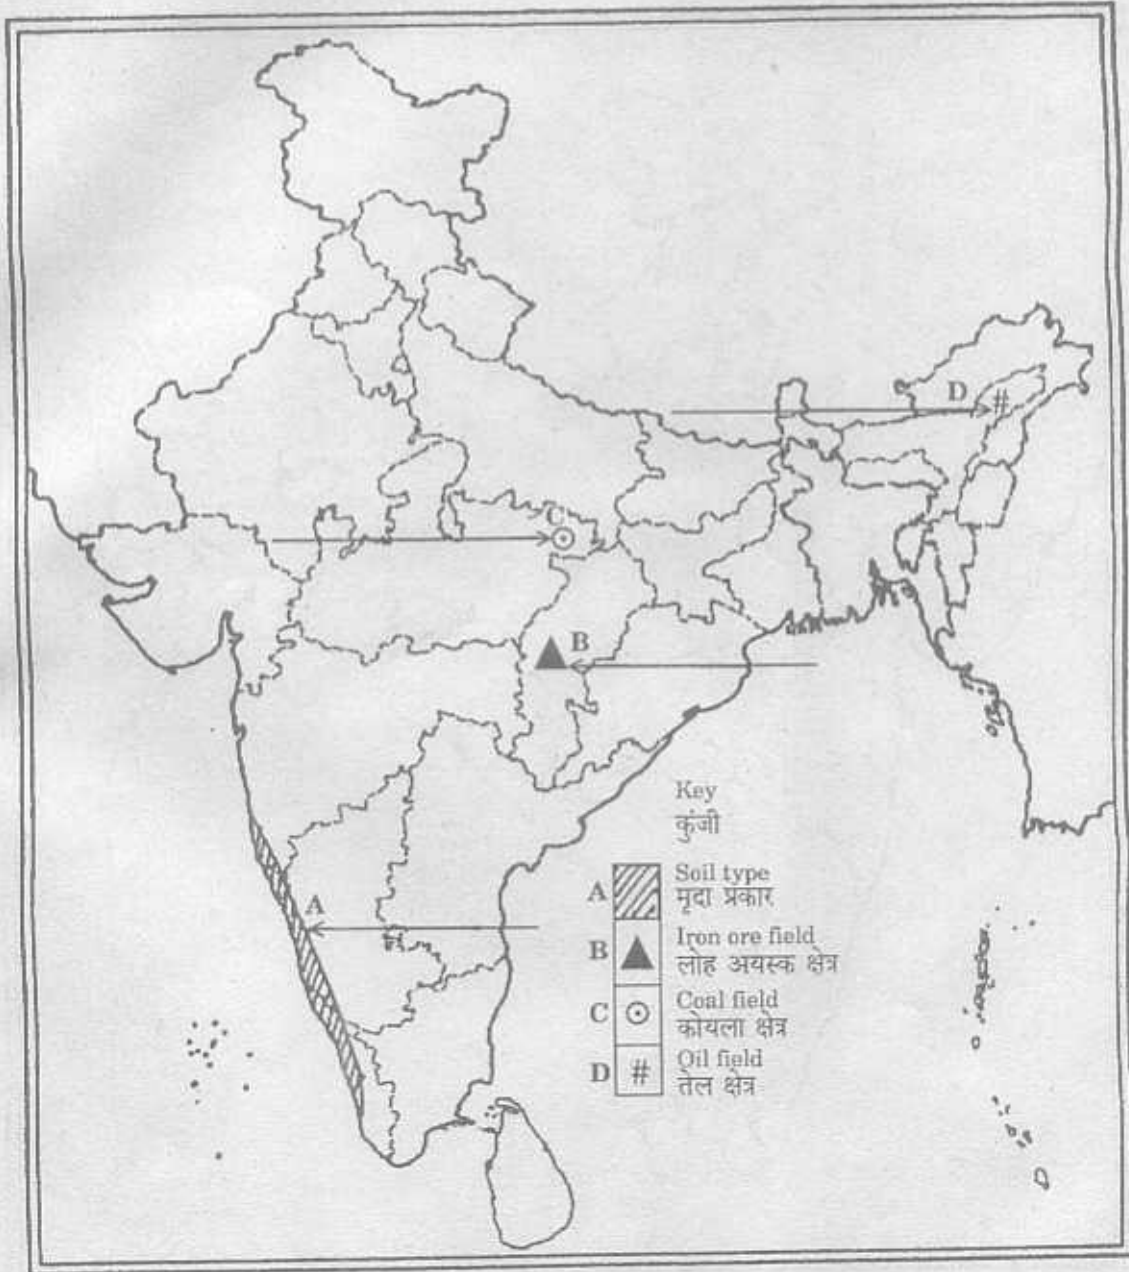 D
#
C
B
A
Key
कुंजी
A
Soil type
मृदा प्रकार
B
Iron ore field
लोह अयस्क क्षेत्र
C
Coal field
कोयला क्षेत्र
D
#
Oil field
तेल क्षेत्र